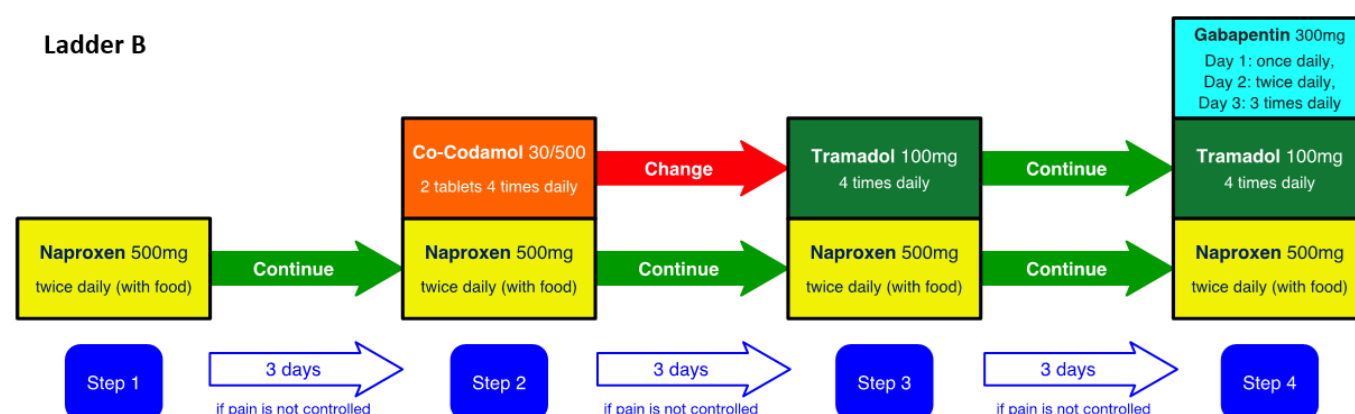 Ladder B
Gabapentin 300mg
Day 1: once daily,
Day 2: twice daily,
Day 3: 3 times daily
Co-Codamol 30/500
2 tablets 4 times daily
Change
Tramadol 100mg
4 times daily
Continue
Tramadol 100mg
4 times daily
Naproxen 500mg
twice daily (with food)
Continue
Naproxen 500mg
twice daily (with food)
Continue
Naproxen 500mg
twice daily (with food)
Continue
Naproxen 500mg
twice daily (with food)
Step 1
3 days
if pain is not controlled
Step 2
3 days
if pain is not controlled
Step 3
3 days
if pain is not controlled
Step 4